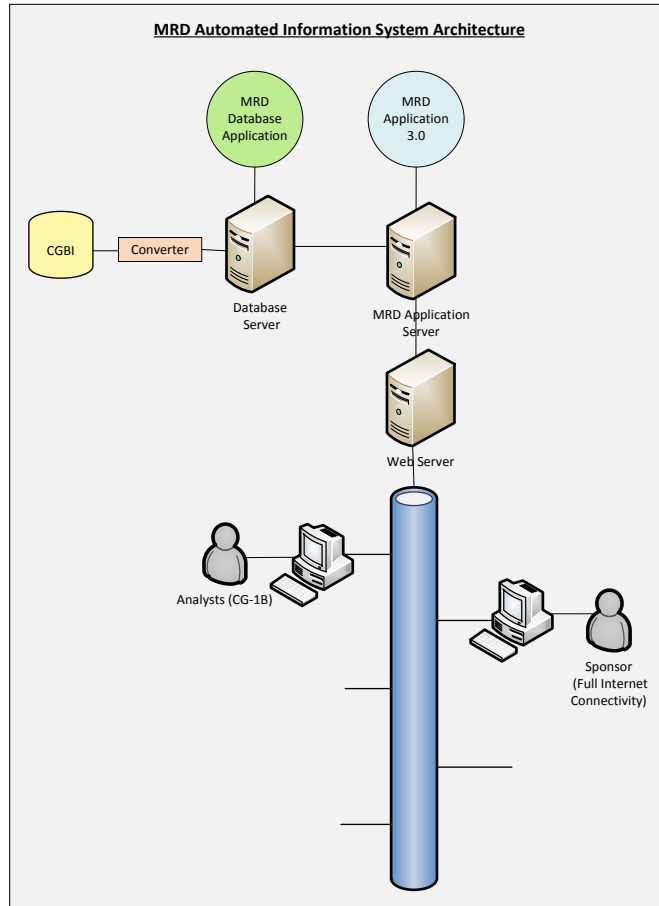 MRD Automated Information System Architecture
MRD
Database
Application
MRD
Application
3.0
CGBI
Converter
Database
Server
MRD Application
Server
Web Server
Analysts (CG-1B)
Sponsor
(Full Internet
Connectivity)